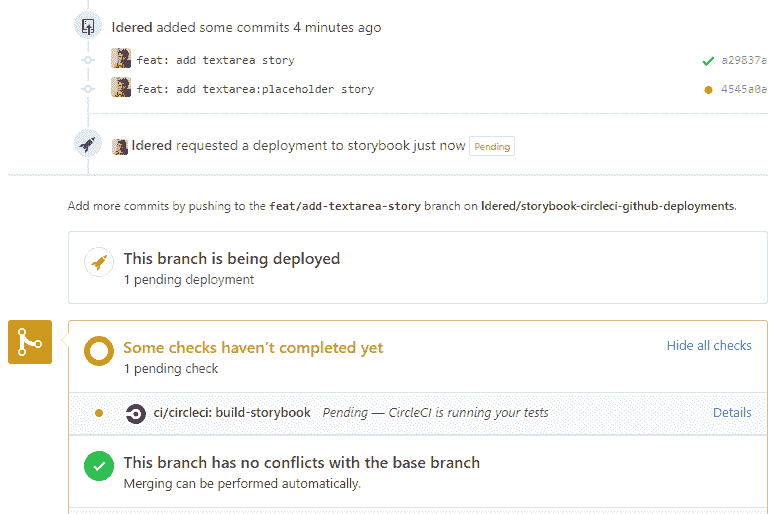 ldered added some commits 4 minutes ago
feat: add textarea story a29837a
feat: add textarea:placeholder story 4545a0a
ldered requested a deployment to storybook just now Pending
Add more commits by pushing to the feat/add-textarea-story branch on ldered/storybook-circleci-github-deployments.
This branch is being deployed
1 pending deployment
Some checks haven't completed yet Hide all checks
1 pending check
ci/circleci: build-storybook Pending — CircleCI is running your tests Details
This branch has no conflicts with the base branch
Merging can be performed automatically.